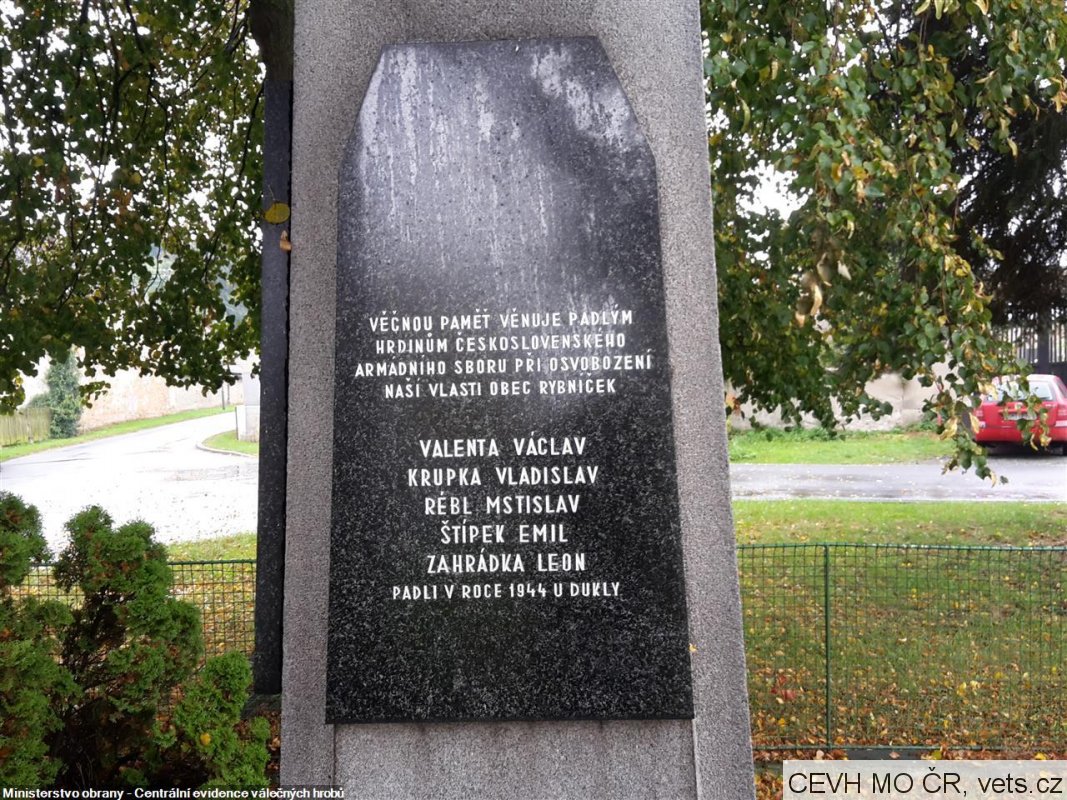 VĚČNOU PAMĚŤ VĚNUJE PADLÝM
HRDINŮM ČESKOSLOVENSKÉHO
ARMÁDNÍHO SBORU PŘI OSVOBOZENÍ
NAŠÍ VLASTI OBEC RYBNÍČEK
VALENTA VÁCLAV
KRUPKA VLADISLAV
RÉBL MSTISLAV
ŠTÍPEK EMIL
ZAHRÁDKA LEON
PADLI V ROCE 1944 U DUKLY
Ministerstvo obrany - Centrální evidence válečných hrobů
CEVH MO ČR, vets.cz